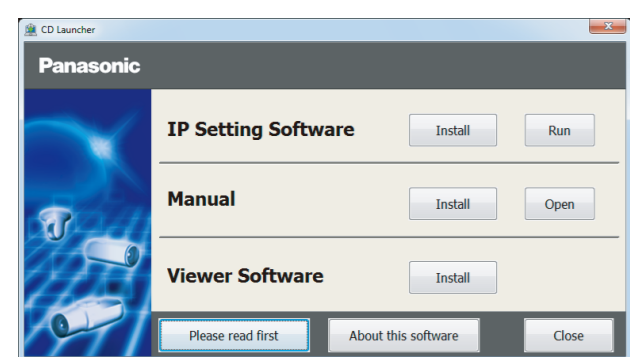 CD Launcher
Panasonic
IP Setting Software Install Run
Manual Install Open
Viewer Software Install
Please read first About this software Close